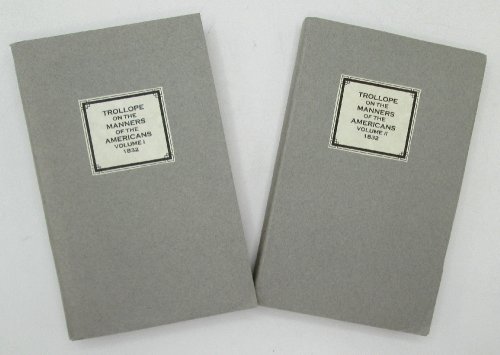 TROLLOPE
ON THE
MANNERS
OF THE
AMERICANS
VOLUME I
1832
TROLLOPE
ON THE
MANNERS
OF THE
AMERICANS
VOLUME II
1832